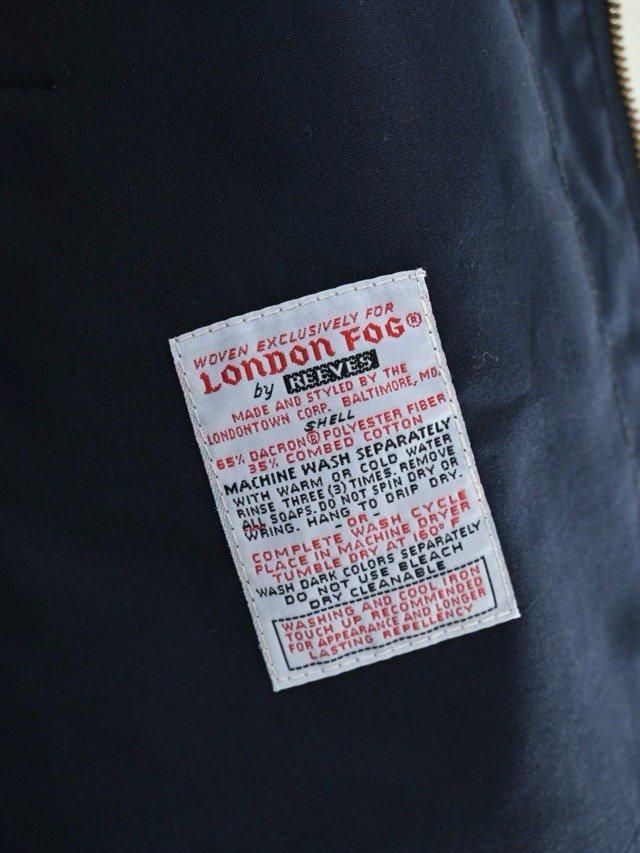 WOVEN EXCLUSIVELY FOR
LONDON FOG®
by REEVES
MADE AND STYLED BY THE
LONDONTOWN CORP. BALTIMORE, MD.
SHELL
65% DACRON® POLYESTER FIBER
35% COMBED COTTON
MACHINE WASH SEPARATELY
WITH WARM OR COLD WATER
RINSE THREE (3) TIMES. REMOVE
ALL SOAPS. DO NOT SPIN DRY OR
WRING. HANG TO DRIP DRY.
- OR -
COMPLETE WASH CYCLE
PLACE IN MACHINE DRYER
TUMBLE DRY AT 160° F
WASH DARK COLORS SEPARATELY
DO NOT USE BLEACH
DRY CLEANABLE
WASHING AND COOL IRON
TOUCH UP RECOMMENDED
FOR APPEARANCE AND LONGER
LASTING REPELLENCY